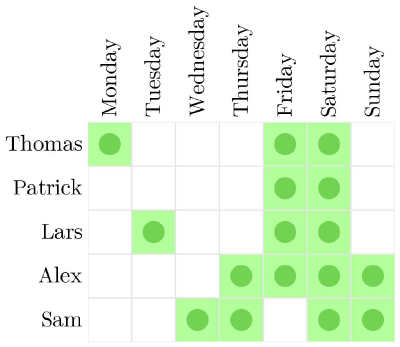 Monday
Tuesday
Wednesday
Thursday
Friday
Saturday
Sunday
Thomas
Patrick
Lars
Alex
Sam